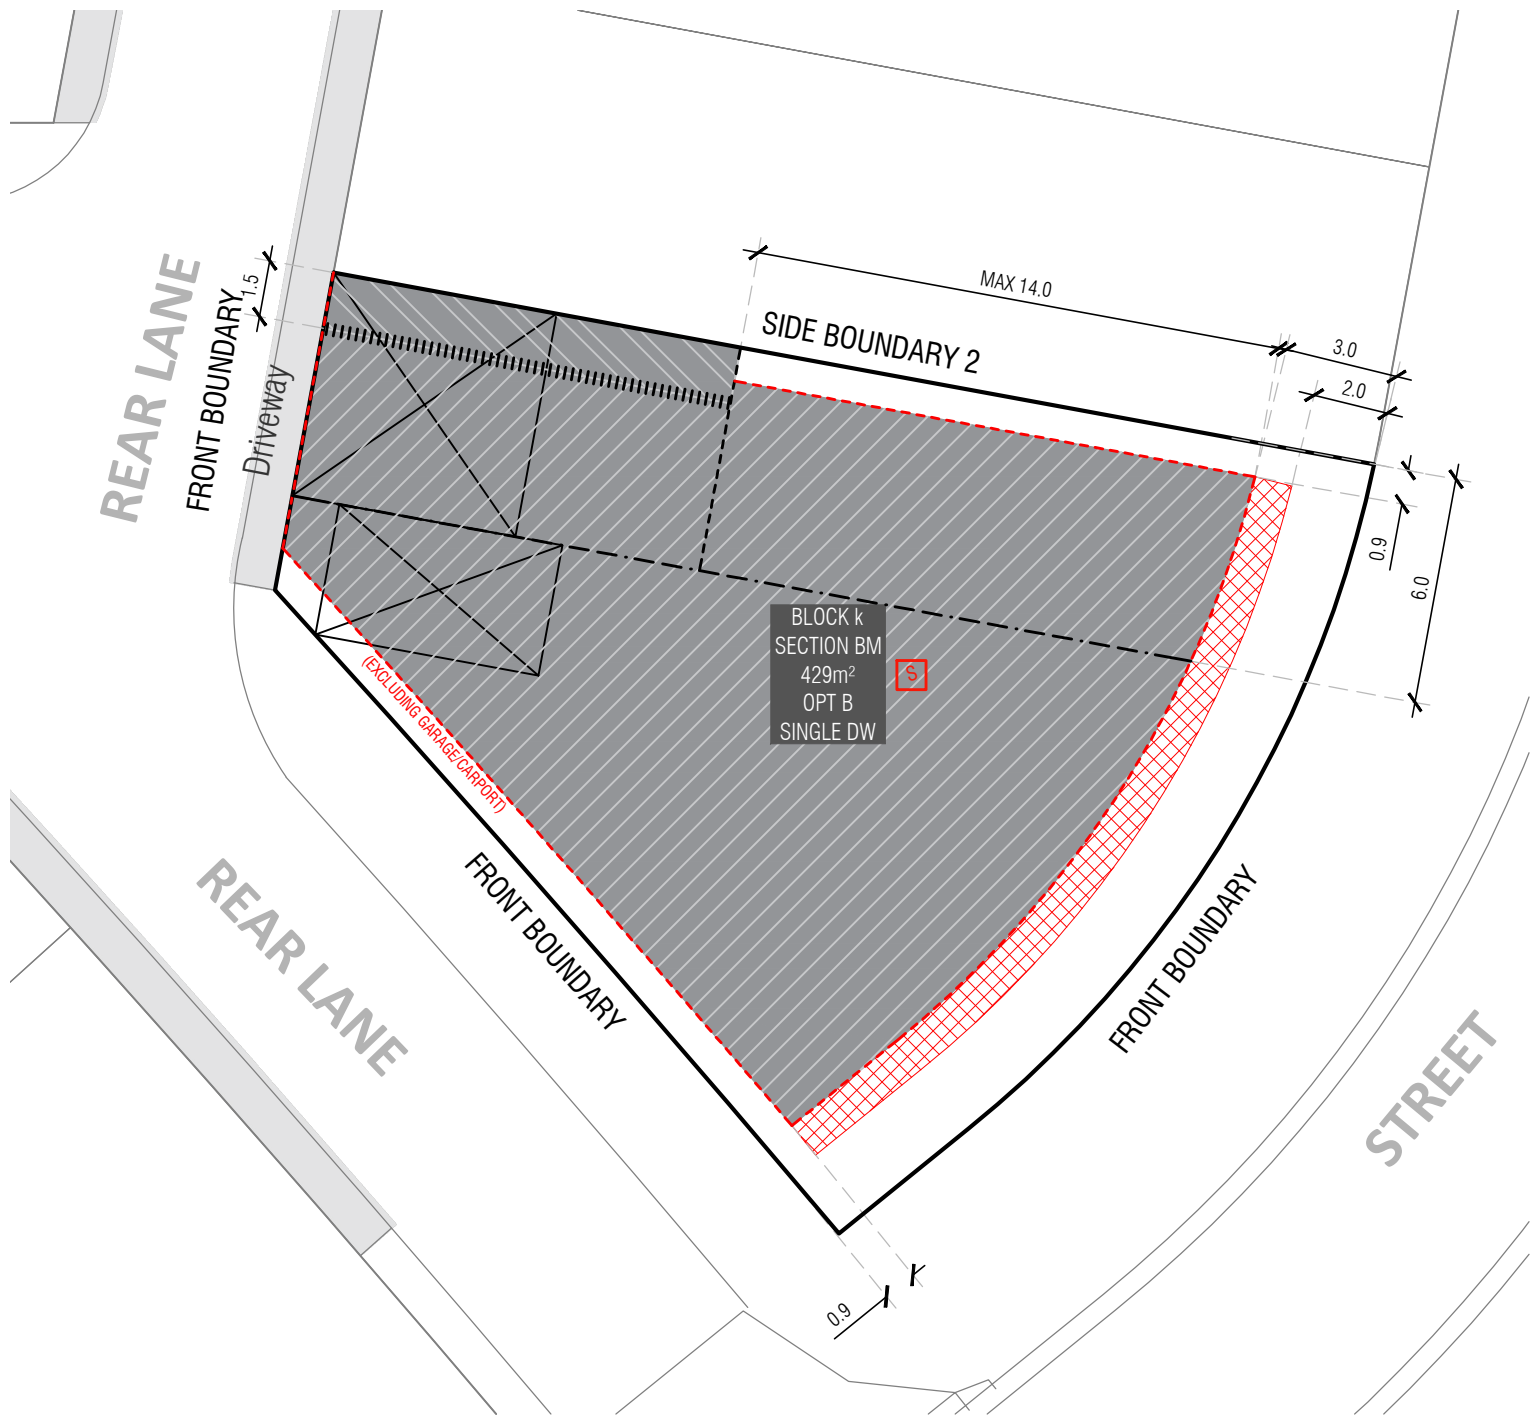 REAR LANE
FRONT BOUNDARY
Driveway
1.5
MAX 14.0
SIDE BOUNDARY 2
3.0
2.0
0.9
6.0
BLOCK k
SECTION BM
429m²
OPT B
SINGLE DW
S
(EXCLUDING GARAGE/CARPORT)
REAR LANE
FRONT BOUNDARY
FRONT BOUNDARY
STREET
0.9